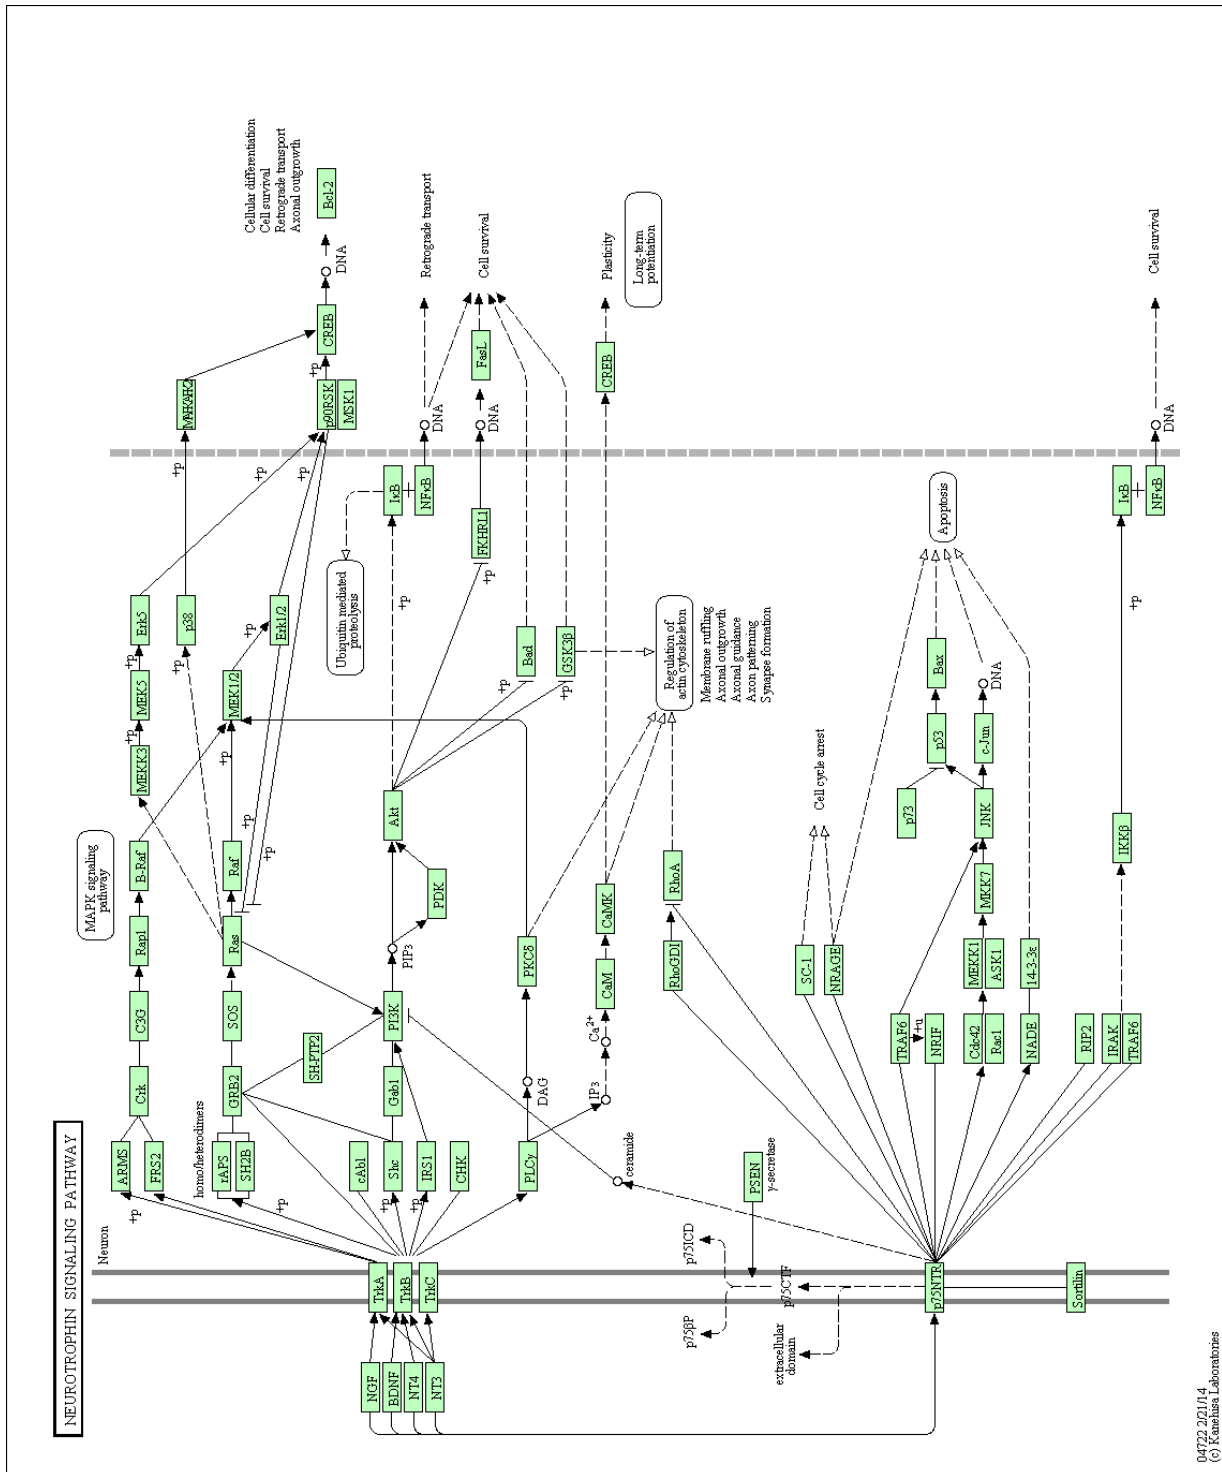 NEUROTROPHIN SIGNALING PATHWAY
Neuron
MAPK signaling
pathway
ARMS
FRS2
Crk
C3G
Rap1
B-Raf
MEKK3
+p
MEK5
+p
Erk5
+p
+p
homo/heterodimers
rAPS
SH2B
+p
GRB2
SOS
Ras
Raf
+p
MEK1/2
+p
Erk1/2
+p
+p
+p
+p
p38
+p
+p
p90RSK
MSK1
+p
CREB
DNA
Bcl-2
Cellular differentiation
Cell survival
Retrograde transport
Axonal outgrowth
SH-PTP2
cAbl
Shc
+p
IRS1
+p
CHK
Gab1
PI3K
PIP3
PDK
Akt
+p
IκB
NFκB
DNA
Retrograde transport
Ubiquitin mediated
proteolysis
+p
FKHRL1
DNA
FasL
Cell survival
+p
Bad
+p
GSK3β
NGF
BDNF
NT4
NT3
TrkA
TrkB
TrkC
PLCγ
DAG
PKCδ
IP3
Ca2+
CaM
CaMK
CREB
Plasticity
Long-term
potentiation
ceramide
Regulation of
actin cytoskeleton
Membrane ruffling
Axonal outgrowth
Axonal guidance
Axon patterning
Synapse formation
RhoGDI
RhoA
p75βP
p75ICD
PSEN
γ-secretase
p75CTF
extracellular
domain
SC-1
NRAGE
Cell cycle arrest
p75NTR
TRAF6
+u
NRIF
p73
p53
Bax
Apoptosis
Cdc42
Rac1
MEKK1
ASK1
MKK7
JNK
c-Jun
DNA
NADE
14-3-3ε
Sortilin
RIP2
IRAK
TRAF6
IKKβ
+p
IκB
NFκB
DNA
Cell survival
04722 2/21/14
(c) Kanehisa Laboratories